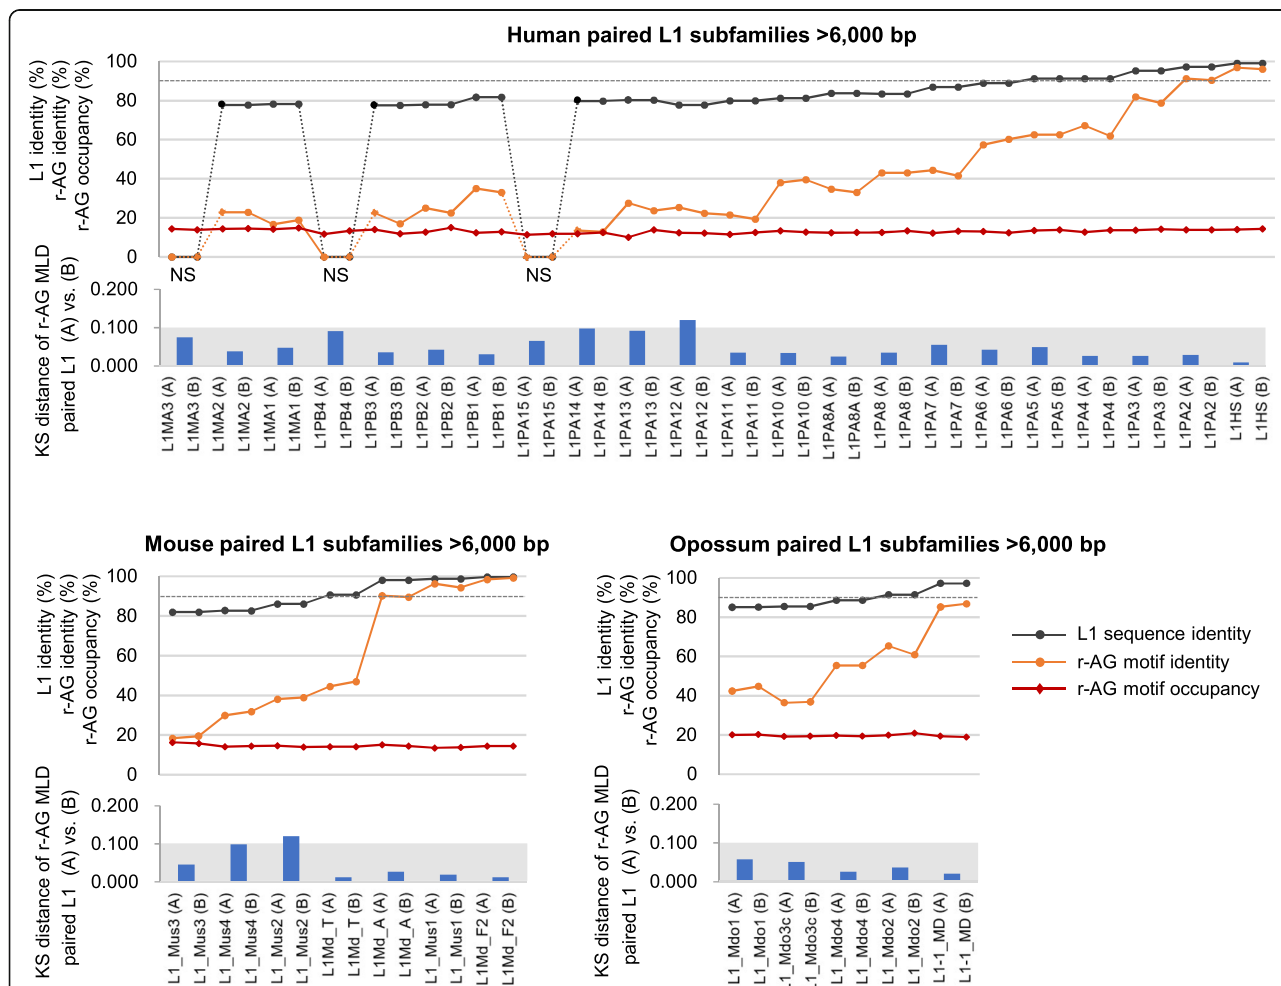 Human paired L1 subfamilies >6,000 bp
L1 identity (%)
r-AG identity (%)
r-AG occupancy (%)
100
80
60
40
20
0
NS
NS
NS
KS distance of r-AG MLD
paired L1 (A) vs. (B)
0.200
0.100
0.000
L1MA3 (A)
L1MA3 (B)
L1MA2 (A)
L1MA2 (B)
L1MA1 (A)
L1MA1 (B)
L1PB4 (A)
L1PB4 (B)
L1PB3 (A)
L1PB3 (B)
L1PB2 (A)
L1PB2 (B)
L1PB1 (A)
L1PB1 (B)
L1PA15 (A)
L1PA15 (B)
L1PA14 (A)
L1PA14 (B)
L1PA13 (A)
L1PA13 (B)
L1PA12 (A)
L1PA12 (B)
L1PA11 (A)
L1PA11 (B)
L1PA10 (A)
L1PA10 (B)
L1PA8A (A)
L1PA8A (B)
L1PA8 (A)
L1PA8 (B)
L1PA7 (A)
L1PA7 (B)
L1PA6 (A)
L1PA6 (B)
L1PA5 (A)
L1PA5 (B)
L1PA4 (A)
L1PA4 (B)
L1PA3 (A)
L1PA3 (B)
L1PA2 (A)
L1PA2 (B)
L1HS (A)
L1HS (B)
Mouse paired L1 subfamilies >6,000 bp
L1 identity (%)
r-AG identity (%)
r-AG occupancy (%)
100
80
60
40
20
0
KS distance of r-AG MLD
paired L1 (A) vs. (B)
0.200
0.100
0.000
L1_Mus3 (A)
L1_Mus3 (B)
L1_Mus4 (A)
L1_Mus4 (B)
L1_Mus2 (A)
L1_Mus2 (B)
L1Md_T (A)
L1Md_T (B)
L1Md_A (A)
L1Md_A (B)
L1_Mus1 (A)
L1_Mus1 (B)
L1Md_F2 (A)
L1Md_F2 (B)
Opossum paired L1 subfamilies >6,000 bp
L1 identity (%)
r-AG identity (%)
r-AG occupancy (%)
100
80
60
40
20
0
KS distance of r-AG MLD
paired L1 (A) vs. (B)
0.200
0.100
0.000
L1_Mdo1 (A)
L1_Mdo1 (B)
L1_Mdo3c (A)
L1_Mdo3c (B)
L1_Mdo4 (A)
L1_Mdo4 (B)
L1_Mdo2 (A)
L1_Mdo2 (B)
L1-1_MD (A)
L1-1_MD (B)
L1 sequence identity
r-AG motif identity
r-AG motif occupancy